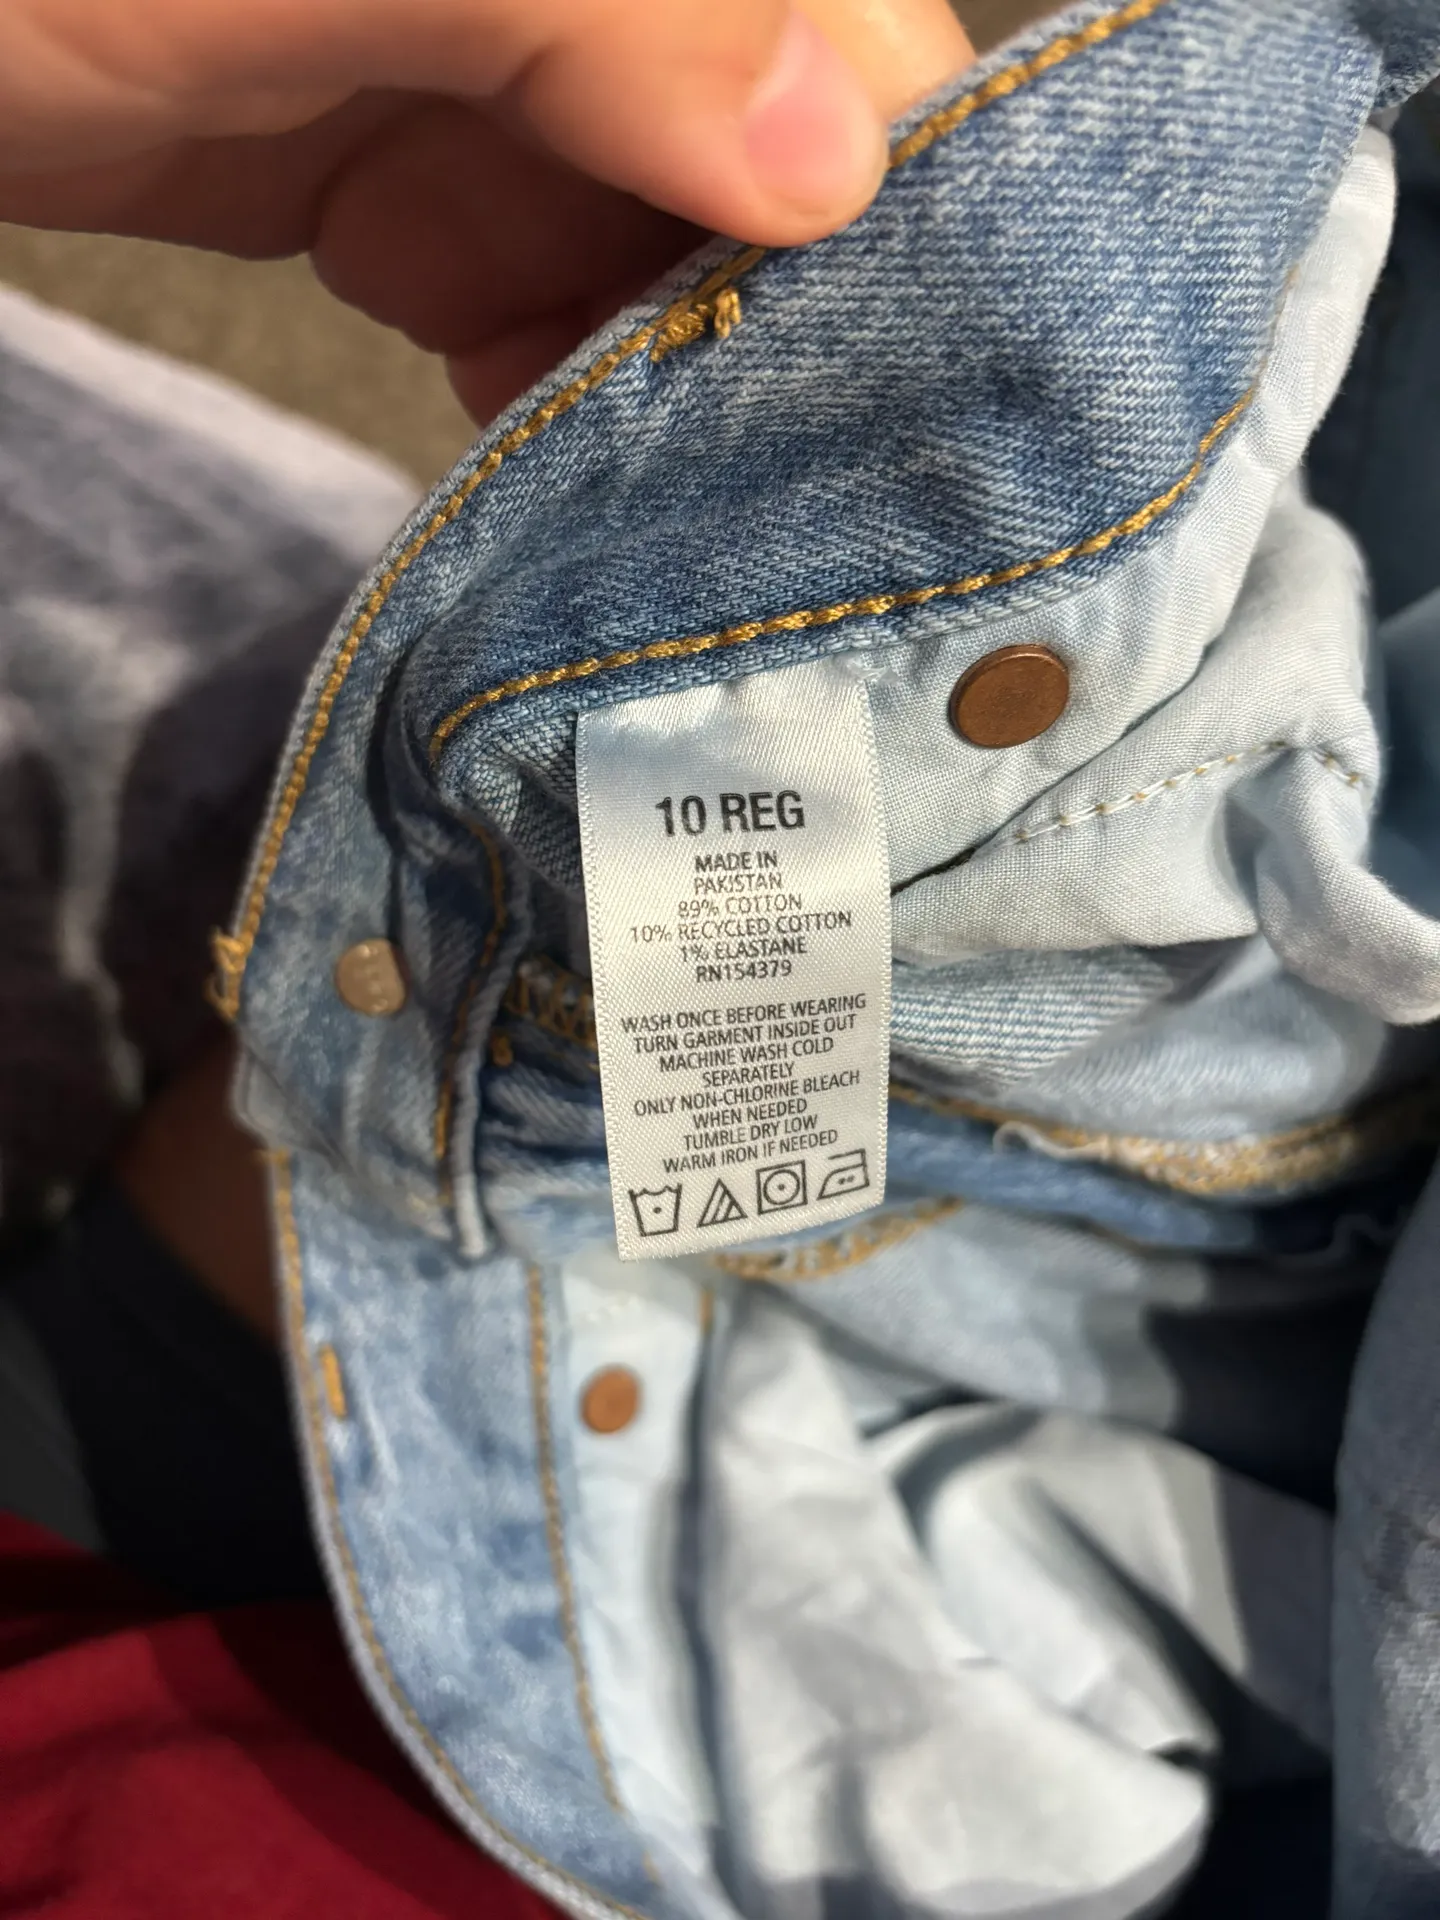 10 REG
MADE IN
PAKISTAN
89% COTTON
10% RECYCLED COTTON
1% ELASTANE
RN154379
WASH ONCE BEFORE WEARING
TURN GARMENT INSIDE OUT
MACHINE WASH COLD
SEPARATELY
ONLY NON-CHLORINE BLEACH
WHEN NEEDED
TUMBLE DRY LOW
WARM IRON IF NEEDED